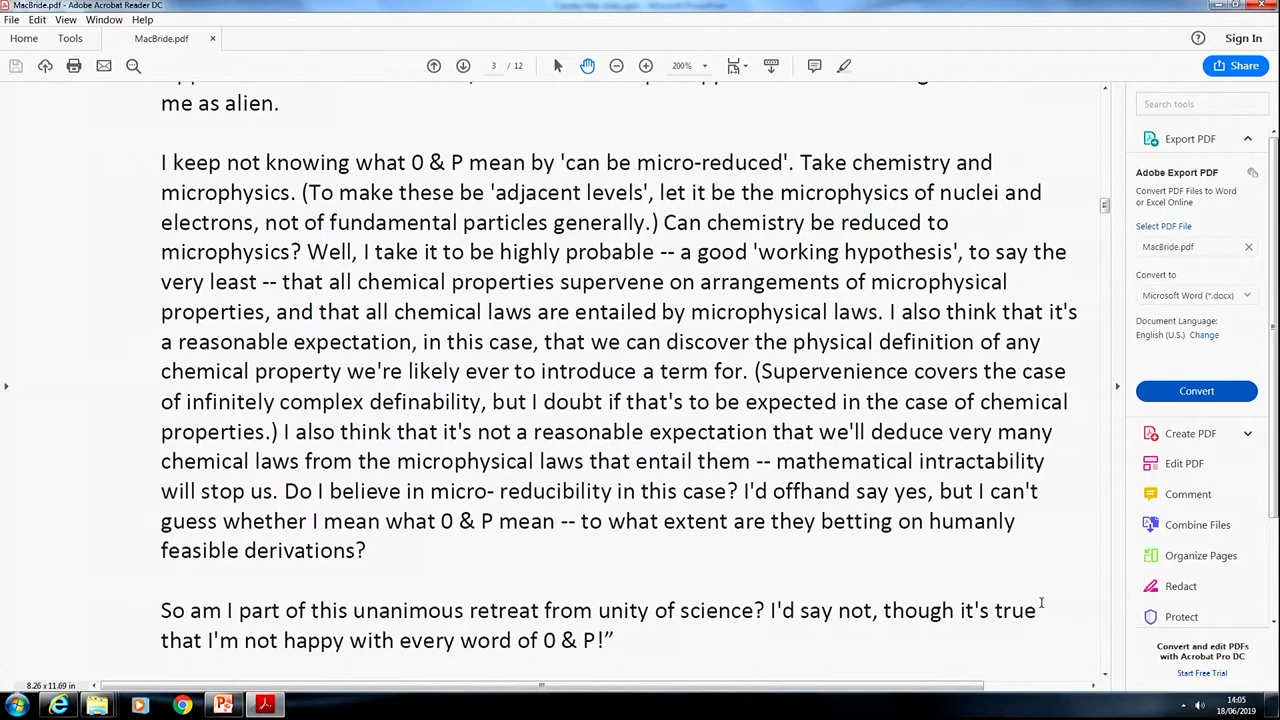 MacBride.pdf - Adobe Acrobat Reader DC
File Edit View Window Help
Home Tools MacBride.pdf ×
Sign In
3 / 12
200%
Share
me as alien.
I keep not knowing what 0 & P mean by 'can be micro-reduced'. Take chemistry and
microphysics. (To make these be 'adjacent levels', let it be the microphysics of nuclei and
electrons, not of fundamental particles generally.) Can chemistry be reduced to
microphysics? Well, I take it to be highly probable -- a good 'working hypothesis', to say the
very least -- that all chemical properties supervene on arrangements of microphysical
properties, and that all chemical laws are entailed by microphysical laws. I also think that it's
a reasonable expectation, in this case, that we can discover the physical definition of any
chemical property we're likely ever to introduce a term for. (Supervenience covers the case
of infinitely complex definability, but I doubt if that's to be expected in the case of chemical
properties.) I also think that it's not a reasonable expectation that we'll deduce very many
chemical laws from the microphysical laws that entail them -- mathematical intractability
will stop us. Do I believe in micro- reducibility in this case? I'd offhand say yes, but I can't
guess whether I mean what 0 & P mean -- to what extent are they betting on humanly
feasible derivations?
So am I part of this unanimous retreat from unity of science? I'd say not, though it's true
that I'm not happy with every word of 0 & P!”
8.26 x 11.69 in
Search tools
Export PDF
Adobe Export PDF
Convert PDF Files to Word
or Excel Online
Select PDF File
MacBride.pdf
Convert to
Microsoft Word (*.docx)
Document Language:
English (U.S.) Change
Convert
Create PDF
Edit PDF
Comment
Combine Files
Organize Pages
Redact
Protect
Convert and edit PDFs
with Acrobat Pro DC
Start Free Trial
14:05
18/06/2019